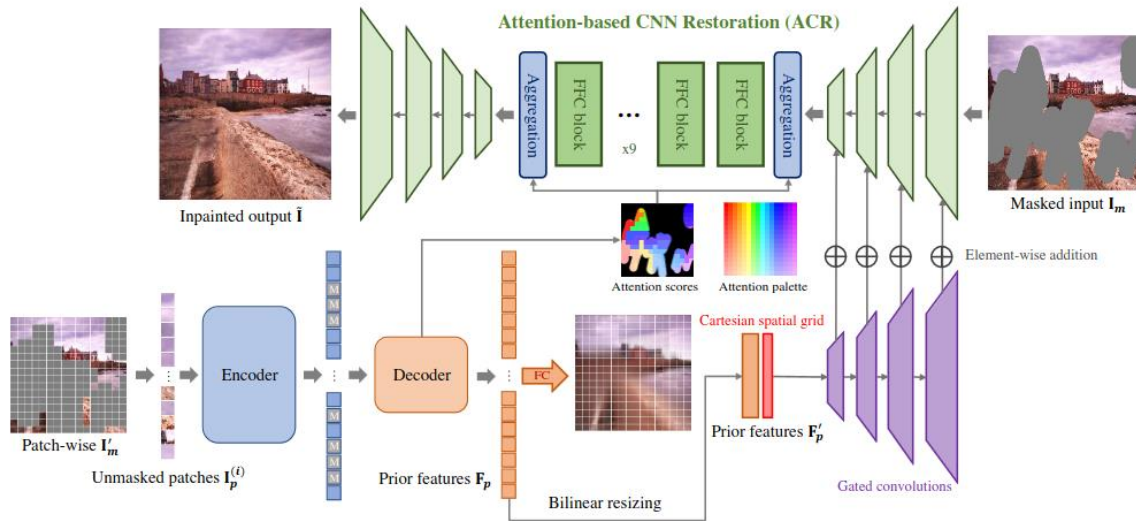 Attention-based CNN Restoration (ACR)
Aggregation
FFC block
...
x9
FFC block
FFC block
Aggregation
Inpainted output Ĩ
Masked input I_m
Attention scores
Attention palette
Element-wise addition
Cartesian spatial grid
M
M
M
Encoder
Decoder
FC
Patch-wise I′_m
M
M
M
M
Prior features F′_p
Unmasked patches I_p^(i)
Prior features F_p
Gated convolutions
Bilinear resizing